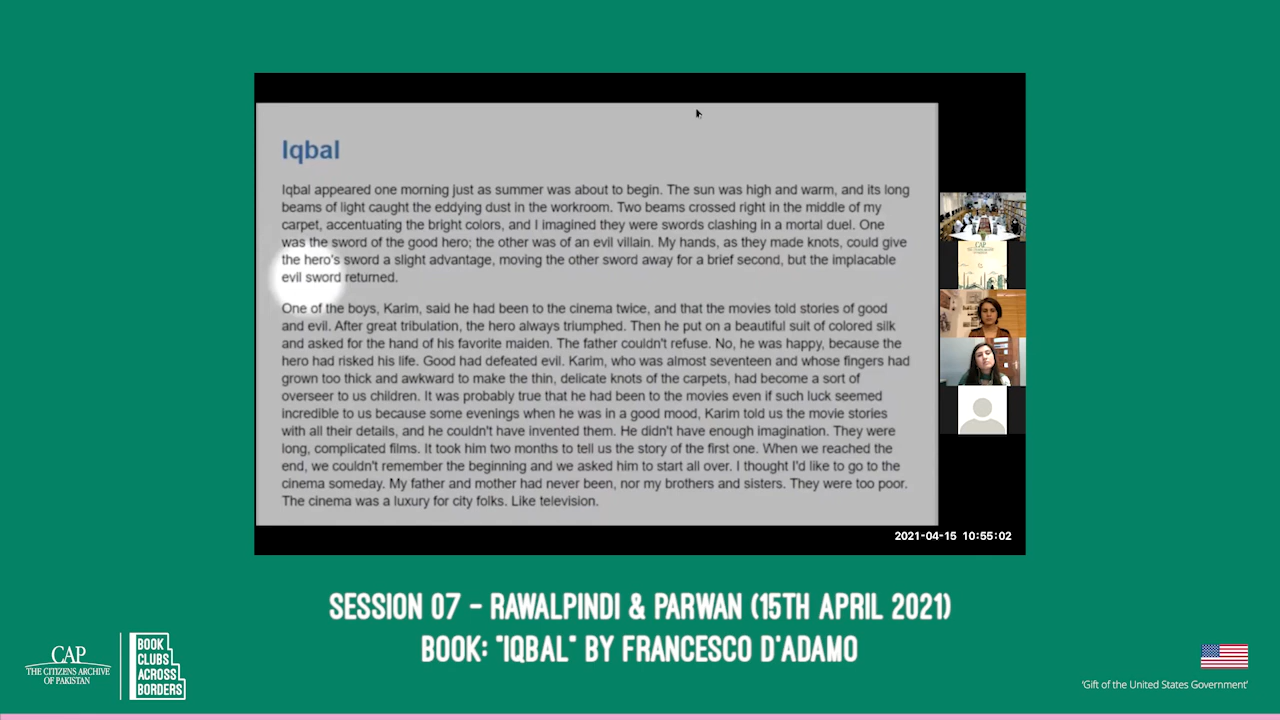 Iqbal
Iqbal appeared one morning just as summer was about to begin. The sun was high and warm, and its long
beams of light caught the eddying dust in the workroom. Two beams crossed right in the middle of my
carpet, accentuating the bright colors, and I imagined they were swords clashing in a mortal duel. One
was the sword of the good hero; the other was of an evil villain. My hands, as they made knots, could give
the hero's sword a slight advantage, moving the other sword away for a brief second, but the implacable
evil sword returned.
One of the boys, Karim, said he had been to the cinema twice, and that the movies told stories of good
and evil. After great tribulation, the hero always triumphed. Then he put on a beautiful suit of colored silk
and asked for the hand of his favorite maiden. The father couldn't refuse. No, he was happy, because the
hero had risked his life. Good had defeated evil. Karim, who was almost seventeen and whose fingers had
grown too thick and awkward to make the thin, delicate knots of the carpets, had become a sort of
overseer to us children. It was probably true that he had been to the movies even if such luck seemed
incredible to us because some evenings when he was in a good mood, Karim told us the movie stories
with all their details, and he couldn't have invented them. He didn't have enough imagination. They were
long, complicated films. It took him two months to tell us the story of the first one. When we reached the
end, we couldn't remember the beginning and we asked him to start all over. I thought I'd like to go to the
cinema someday. My father and mother had never been, nor my brothers and sisters. They were too poor.
The cinema was a luxury for city folks. Like television.
CAP
2021-04-15 10:55:02
SESSION 07 - RAWALPINDI & PARWAN (15TH APRIL 2021)
BOOK: "IQBAL" BY FRANCESCO D'ADAMO
CAP
THE CITIZENS ARCHIVE
OF PAKISTAN
BOOK
CLUBS
ACROSS
BORDERS
'Gift of the United States Government'